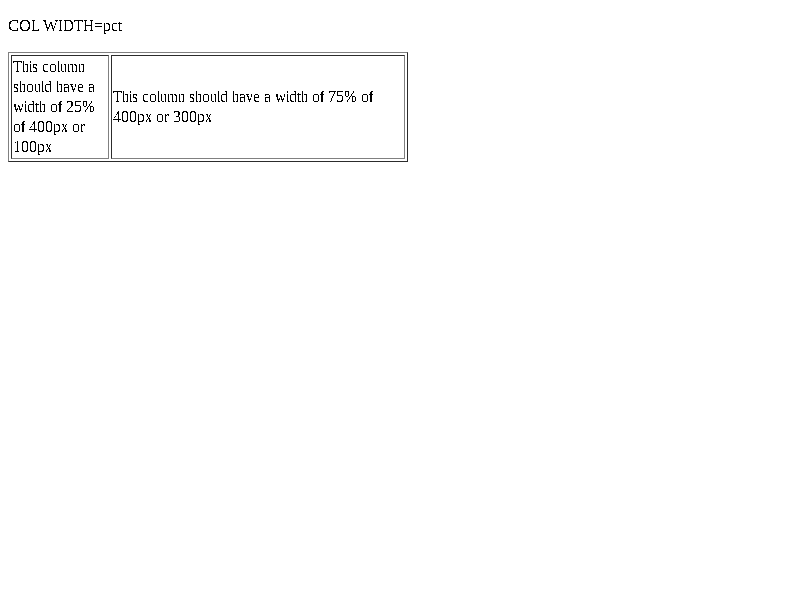 COL WIDTH=pct
This column
should have a
width of 25%
of 400px or
100px
This column should have a width of 75% of
400px or 300px